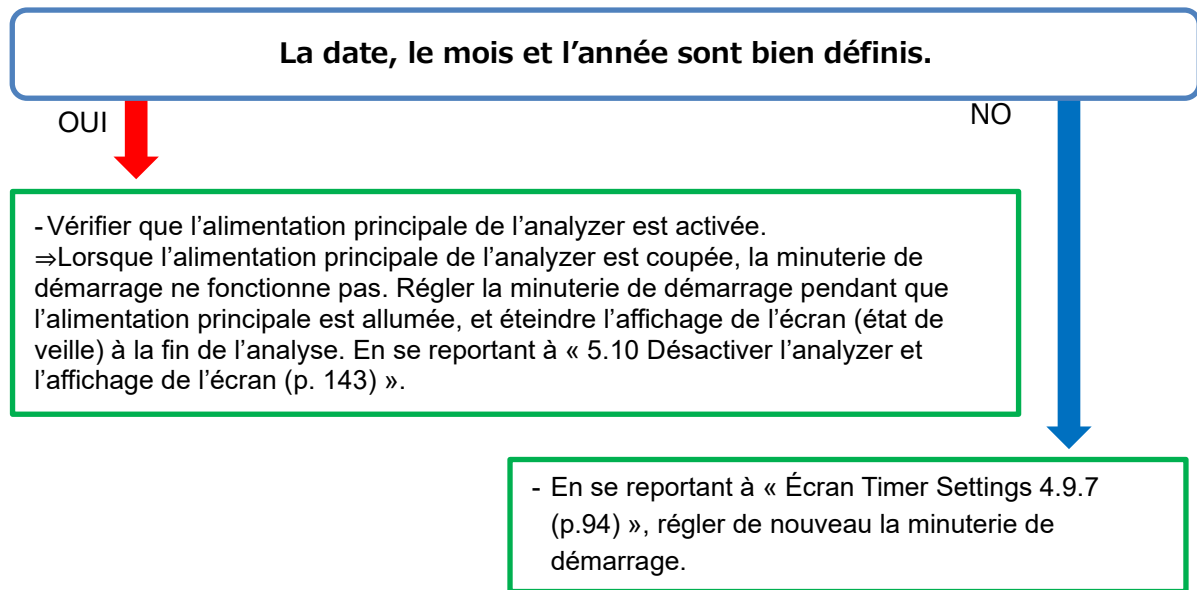 La date, le mois et l’année sont bien définis.
OUI
NO
- Vérifier que l’alimentation principale de l’analyzer est activée.
⇒Lorsque l’alimentation principale de l’analyzer est coupée, la minuterie de
démarrage ne fonctionne pas. Régler la minuterie de démarrage pendant que
l’alimentation principale est allumée, et éteindre l’affichage de l’écran (état de
veille) à la fin de l’analyse. En se reportant à « 5.10 Désactiver l’analyzer et
l’affichage de l’écran (p. 143) ».
- En se reportant à « Écran Timer Settings 4.9.7
(p.94) », régler de nouveau la minuterie de
démarrage.